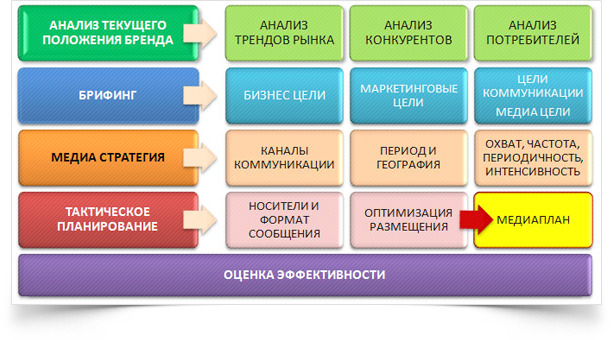 АНАЛИЗ ТЕКУЩЕГО
ПОЛОЖЕНИЯ БРЕНДА
АНАЛИЗ
ТРЕНДОВ РЫНКА
АНАЛИЗ
КОНКУРЕНТОВ
АНАЛИЗ
ПОТРЕБИТЕЛЕЙ
БРИФИНГ
БИЗНЕС ЦЕЛИ
МАРКЕТИНГОВЫЕ
ЦЕЛИ
ЦЕЛИ
КОММУНИКАЦИИ
МЕДИА ЦЕЛИ
МЕДИА СТРАТЕГИЯ
КАНАЛЫ
КОММУНИКАЦИИ
ПЕРИОД И
ГЕОГРАФИЯ
ОХВАТ, ЧАСТОТА,
ПЕРИОДИЧНОСТЬ,
ИНТЕНСИВНОСТЬ
ТАКТИЧЕСКОЕ
ПЛАНИРОВАНИЕ
НОСИТЕЛИ И
ФОРМАТ
СООБЩЕНИЯ
ОПТИМИЗАЦИЯ
РАЗМЕЩЕНИЯ
МЕДИАПЛАН
ОЦЕНКА ЭФФЕКТИВНОСТИ